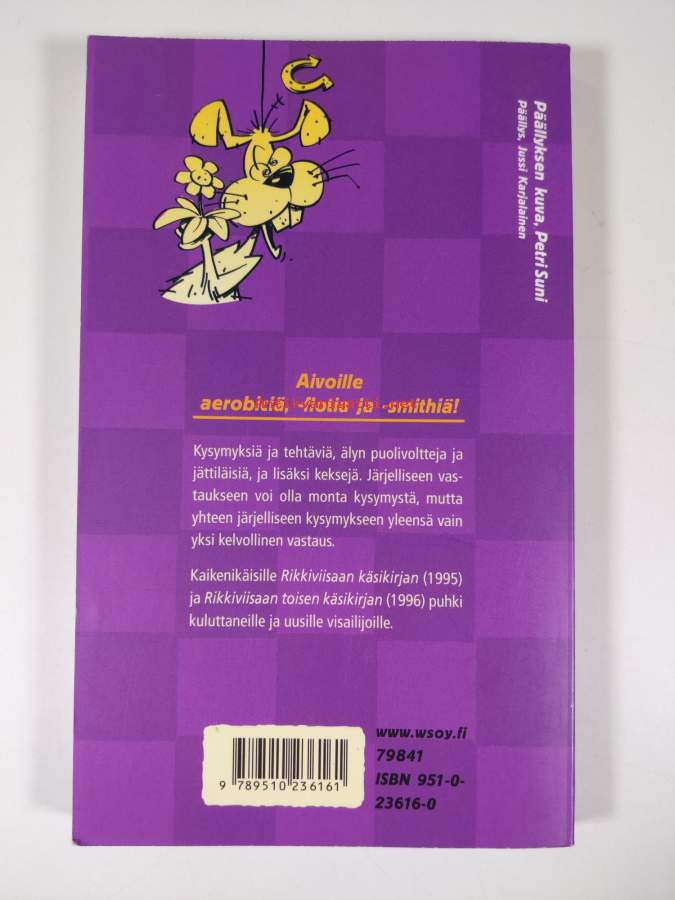 Päällyksen kuva, Petri Suni
Päällys, Jussi Karjalainen
Aivoille
aerobiciä, -liotia ja -smithiä!
Kysymyksiä ja tehtäviä, älyn puolivoltteja ja
jättiläisiä, ja lisäksi keksejä. Järjelliseen vas-
taukseen voi olla monta kysymystä, mutta
yhteen järjelliseen kysymykseen yleensä vain
yksi kelvollinen vastaus.
Kaikenikäisille Rikkiviisaan käsikirjan (1995)
ja Rikkiviisaan toisen käsikirjan (1996) puhki
kuluttaneille ja uusille visailijoille.
www.wsoy.fi
79841
ISBN 951-0-
23616-0
9 789510 236161